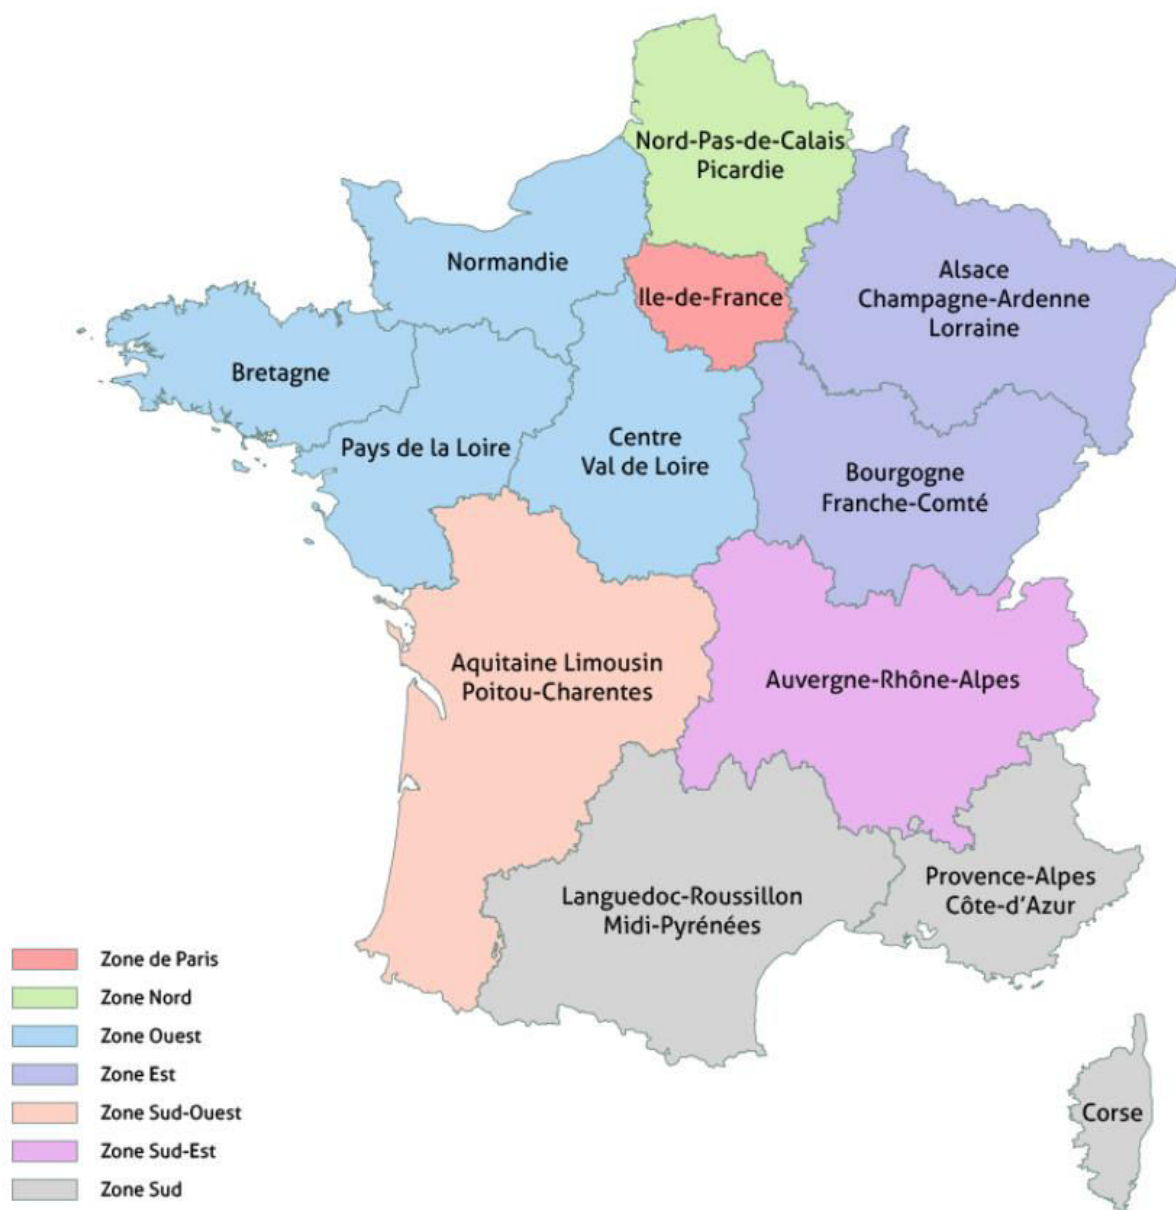 Nord-Pas-de-Calais
Picardie
Normandie
Ile-de-France
Alsace
Champagne-Ardenne
Lorraine
Bretagne
Pays de la Loire
Centre
Val de Loire
Bourgogne
Franche-Comté
Aquitaine Limousin
Poitou-Charentes
Auvergne-Rhône-Alpes
Languedoc-Roussillon
Midi-Pyrénées
Provence-Alpes
Côte-d'Azur
Corse
Zone de Paris
Zone Nord
Zone Ouest
Zone Est
Zone Sud-Ouest
Zone Sud-Est
Zone Sud